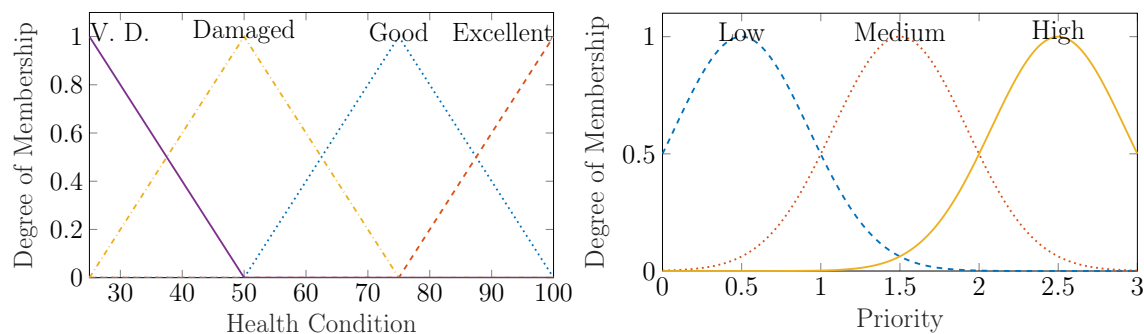 V. D. Damaged Good Excellent
1
0.8
0.6
0.4
0.2
0
30 40 50 60 70 80 90 100
Health Condition
Degree of Membership
Low Medium High
1
0.5
0
0 0.5 1 1.5 2 2.5 3
Priority
Degree of Membership